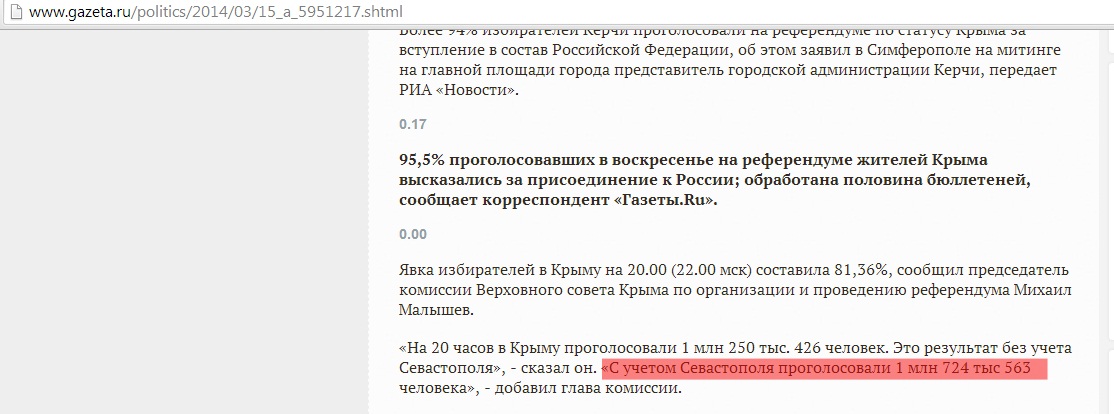 www.gazeta.ru/politics/2014/03/15_a_5951217.shtml
Более 94% избирателей Керчи проголосовали на референдуме по статусу Крыма за
вступление в состав Российской Федерации, об этом заявил в Симферополе на митинге
на главной площади города представитель городской администрации Керчи, передает
РИА «Новости».
0.17
95,5% проголосовавших в воскресенье на референдуме жителей Крыма
высказались за присоединение к России; обработана половина бюллетеней,
сообщает корреспондент «Газеты.Ru».
0.00
Явка избирателей в Крыму на 20.00 (22.00 мск) составила 81,36%, сообщил председатель
комиссии Верховного совета Крыма по организации и проведению референдума Михаил
Малышев.
«На 20 часов в Крыму проголосовали 1 млн 250 тыс. 426 человек. Это результат без учета
Севастополя», - сказал он. «С учетом Севастополя проголосовали 1 млн 724 тыс 563
человека», - добавил глава комиссии.